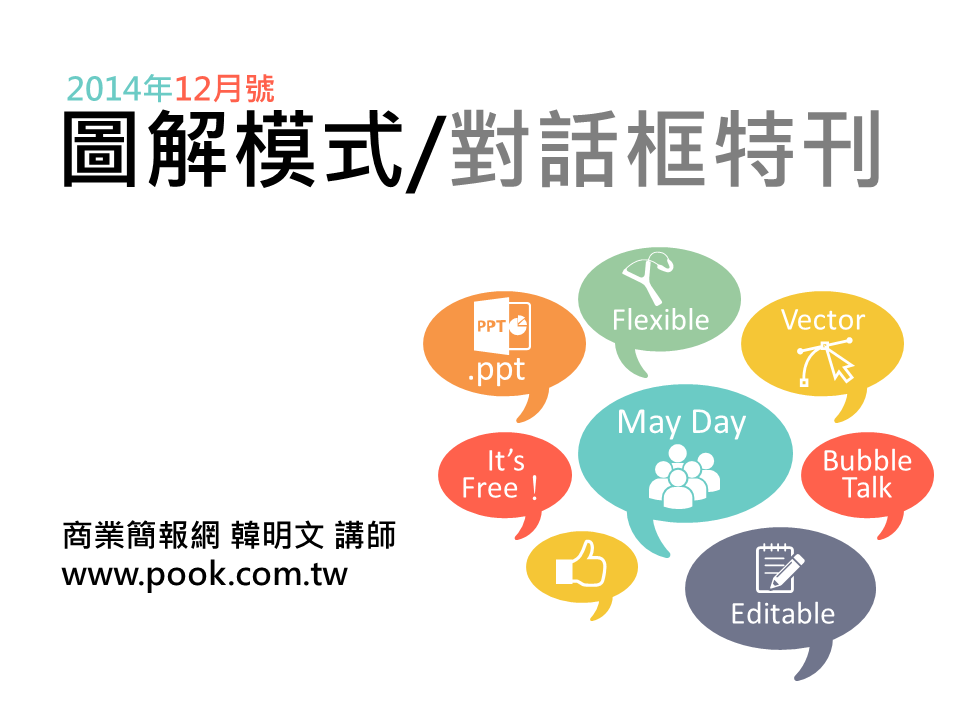 2014年12月號
圖解模式/對話框特刊
Flexible
PPT
.ppt
Vector
May Day
It’s
Free！
Bubble
Talk
Editable
商業簡報網 韓明文 講師
www.pook.com.tw